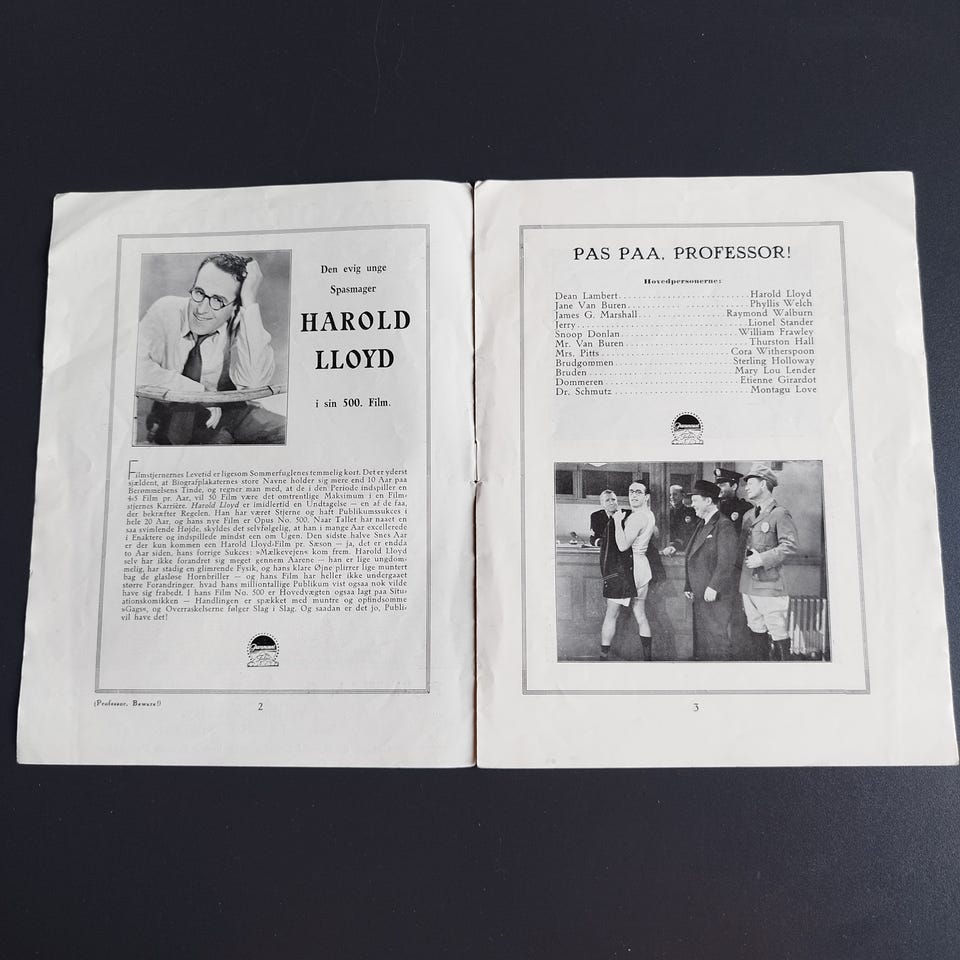 Den evig unge
Spasmager
HAROLD
LLOYD
i sin 500. Film.
Filmstjernernes Levetid er ligesom Sommerfuglenes temmelig kort. Det er yderst
sjældent, at Biografplakaternes store Navne holder sig mere end 10 Aar paa
Berømmelsens Tinde, og regner man med, at de i den Periode indspiller en
4-5 Film pr. Aar, vil 50 Film være det omtrentlige Maksimum i en Film-
stjernes Karrière. Harold Lloyd er imidlertid en Undtagelse — en af de faa,
der bekræfter Regelen. Han har været Stjerne og haft Publikumssukces i
hele 20 Aar, og hans nye Film er Opus No. 500. Naar Tallet har naaet en
saa svimlende Højde, skyldes det selvfølgelig, at han i mange Aar excellerede
i Enaktere og indspillede mindst een om Ugen. Den sidste halve Snes Aar
er der kun kommen een Harold Lloyd-Film pr. Sæson — ja, det er endda
to Aar siden, hans forrige Sukces: »Mælkevejen« kom frem. Harold Lloyd
selv har ikke forandret sig meget gennem Aarene — han er lige ungdom-
melig, har stadig en glimrende Fysik, og hans klare Øjne plirrer lige muntert
bag de glasløse Hornbriller — og hans Film har heller ikke undergaaet
større Forandringer, hvad hans milliontallige Publikum vist ogsaa nok vilde
have sig frabedt. I hans Film No. 500 er Hovedvægten ogsaa lagt paa Situ-
ationskomikken — Handlingen er spækket med muntre og opfindsomme
»Gags«, og Overraskelserne følger Slag i Slag. Og saadan er det jo, Publi-
vil have det!
Paramount
(Professor, Beware!)
2
PAS PAA, PROFESSOR!
Hovedpersonerne:
Dean Lambert. . . . . . . . . . . . . . . . . . . . Harold Lloyd
Jane Van Buren. . . . . . . . . . . . . . . . . . . . Phyllis Welch
James G. Marshall. . . . . . . . . . . . . . . Raymond Walburn
Jerry. . . . . . . . . . . . . . . . . . . . . . . . . . Lionel Stander
Snoop Donlan. . . . . . . . . . . . . . . . . . William Frawley
Mr. Van Buren . . . . . . . . . . . . . . . . . . Thurston Hall
Mrs. Pitts . . . . . . . . . . . . . . . . . . . Cora Witherspoon
Brudgommen . . . . . . . . . . . . . . . . . Sterling Holloway
Bruden . . . . . . . . . . . . . . . . . . . . . . Mary Lou Lender
Dommeren . . . . . . . . . . . . . . . . . . . Etienne Girardot
Dr. Schmutz . . . . . . . . . . . . . . . . . . . . Montagu Love
Paramount
3